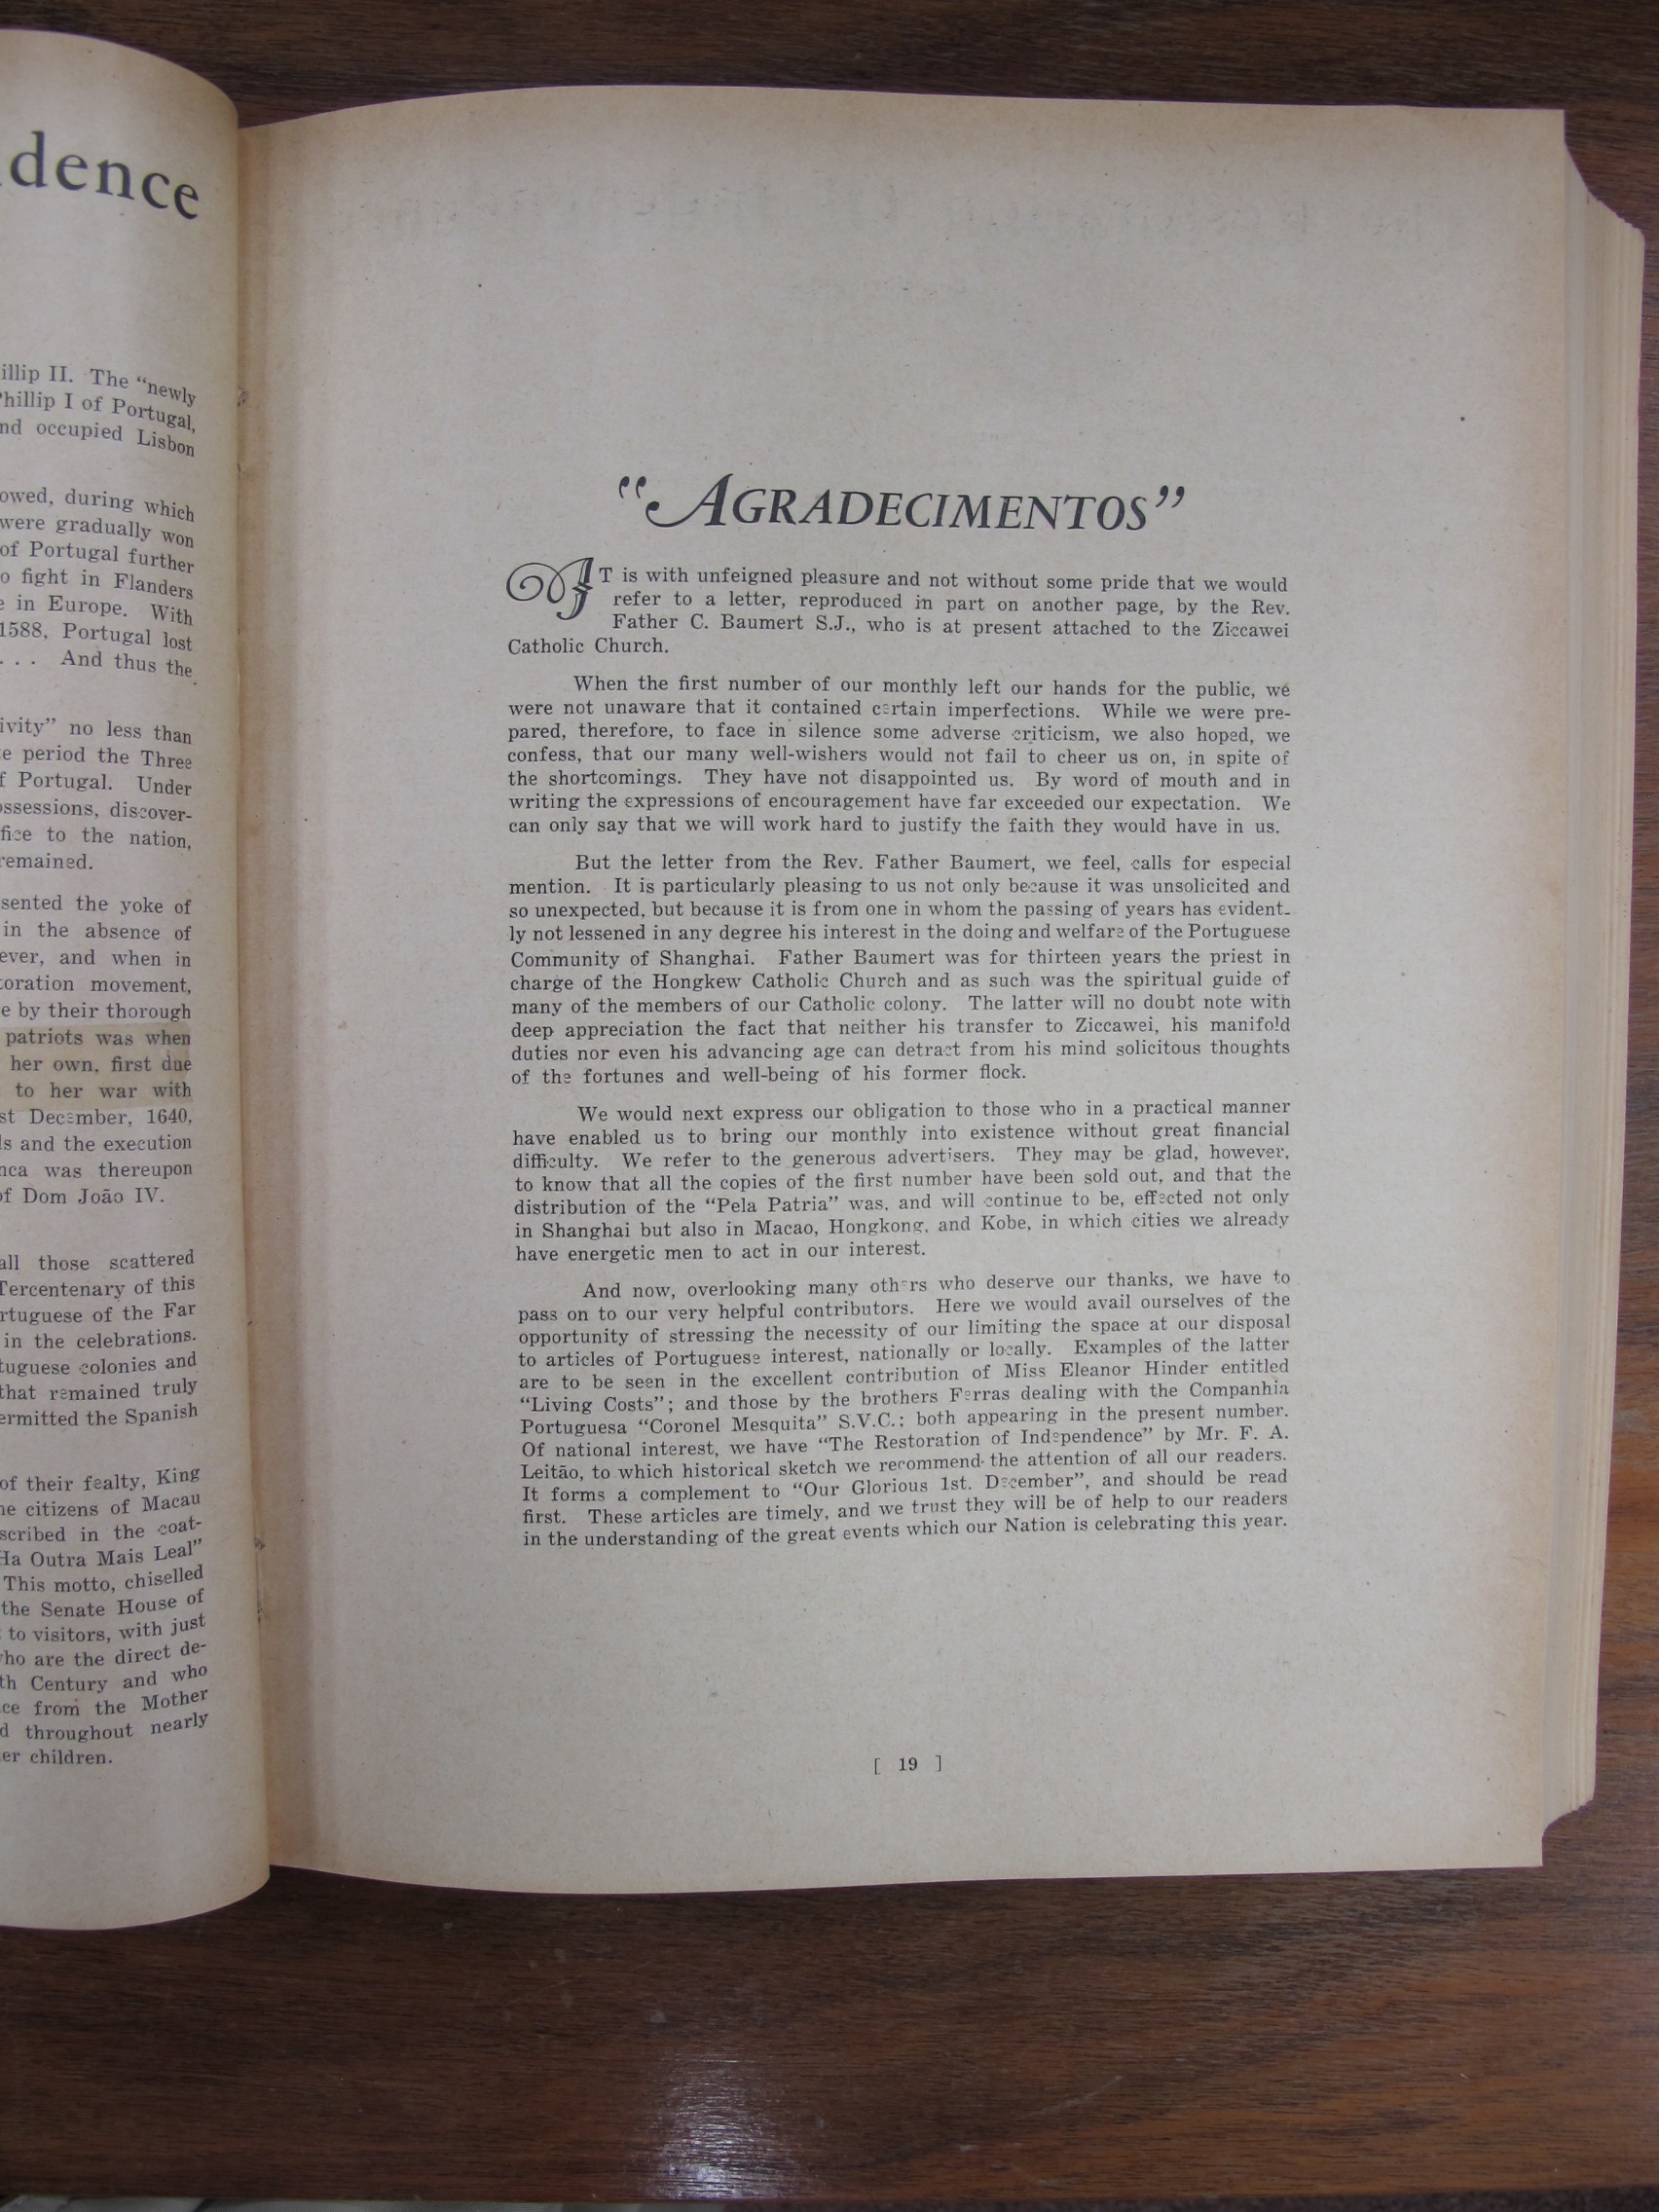 dence
illip II. The "newly
hillip I of Portugal,
nd occupied Lisbon
owed, during which
were gradually won
of Portugal further
o fight in Flanders
e in Europe. With
1588, Portugal lost
. . . And thus the
ivity" no less than
e period the Three
f Portugal. Under
ossessions, discover-
fice to the nation,
remained.
sented the yoke of
in the absence of
ever, and when in
toration movement,
e by their thorough
patriots was when
her own, first due
to her war with
st December, 1640,
ls and the execution
nca was thereupon
of Dom João IV.
all those scattered
Tercentenary of this
rtuguese of the Far
in the celebrations.
tuguese colonies and
that remained truly
ermitted the Spanish
of their fealty, King
he citizens of Macau
scribed in the coat-
Ha Outra Mais Leal"
This motto, chiselled
the Senate House of
to visitors, with just
who are the direct de-
th Century and who
ce from the Mother
d throughout nearly
er children.
"AGRADECIMENTOS"
IT is with unfeigned pleasure and not without some pride that we would
refer to a letter, reproduced in part on another page, by the Rev.
Father C. Baumert S.J., who is at present attached to the Ziccawei
Catholic Church.
When the first number of our monthly left our hands for the public, we
were not unaware that it contained certain imperfections. While we were pre-
pared, therefore, to face in silence some adverse criticism, we also hoped, we
confess, that our many well-wishers would not fail to cheer us on, in spite of
the shortcomings. They have not disappointed us. By word of mouth and in
writing the expressions of encouragement have far exceeded our expectation. We
can only say that we will work hard to justify the faith they would have in us.
But the letter from the Rev. Father Baumert, we feel, calls for especial
mention. It is particularly pleasing to us not only because it was unsolicited and
so unexpected, but because it is from one in whom the passing of years has evident-
ly not lessened in any degree his interest in the doing and welfare of the Portuguese
Community of Shanghai. Father Baumert was for thirteen years the priest in
charge of the Hongkew Catholic Church and as such was the spiritual guide of
many of the members of our Catholic colony. The latter will no doubt note with
deep appreciation the fact that neither his transfer to Ziccawei, his manifold
duties nor even his advancing age can detract from his mind solicitous thoughts
of the fortunes and well-being of his former flock.
We would next express our obligation to those who in a practical manner
have enabled us to bring our monthly into existence without great financial
difficulty. We refer to the generous advertisers. They may be glad, however,
to know that all the copies of the first number have been sold out, and that the
distribution of the "Pela Patria" was, and will continue to be, effected not only
in Shanghai but also in Macao, Hongkong, and Kobe, in which cities we already
have energetic men to act in our interest.
And now, overlooking many others who deserve our thanks, we have to
pass on to our very helpful contributors. Here we would avail ourselves of the
opportunity of stressing the necessity of our limiting the space at our disposal
to articles of Portuguese interest, nationally or locally. Examples of the latter
are to be seen in the excellent contribution of Miss Eleanor Hinder entitled
"Living Costs"; and those by the brothers Ferras dealing with the Companhia
Portuguesa "Coronel Mesquita" S.V.C.; both appearing in the present number.
Of national interest, we have "The Restoration of Independence" by Mr. F. A.
Leitão, to which historical sketch we recommend the attention of all our readers.
It forms a complement to "Our Glorious 1st. December", and should be read
first. These articles are timely, and we trust they will be of help to our readers
in the understanding of the great events which our Nation is celebrating this year.
[ 19 ]